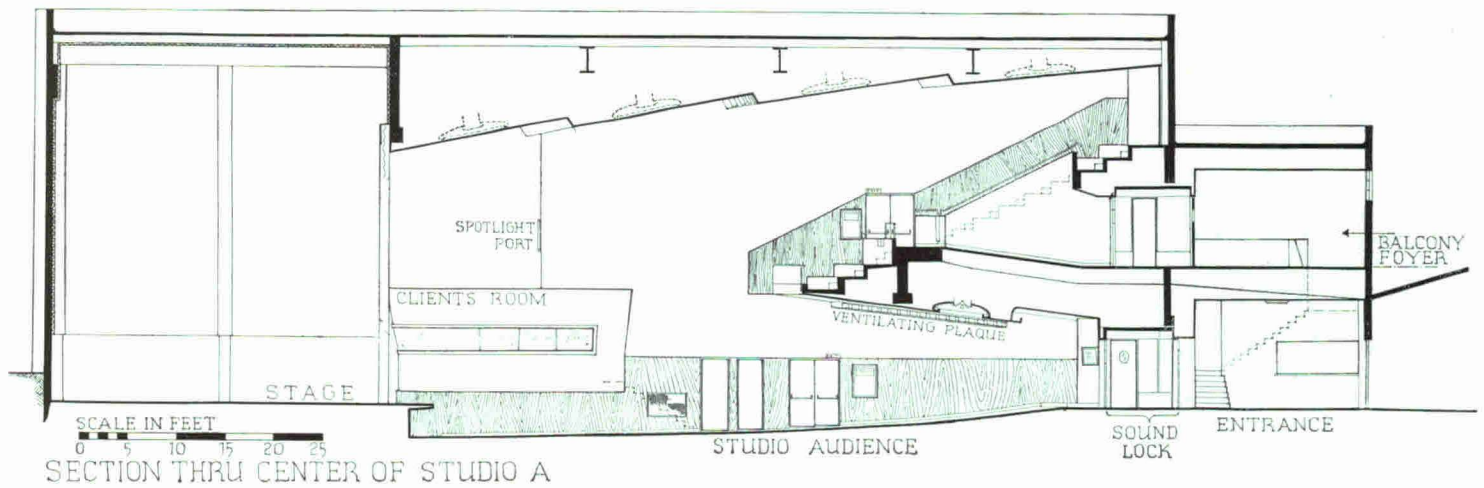 SPOTLIGHT
PORT
CLIENTS ROOM
VENTILATING PLAQUE
BALCONY
FOYER
STAGE
SCALE IN FEET
0 5 10 15 20 25
STUDIO AUDIENCE
SOUND
LOCK
ENTRANCE
SECTION THRU CENTER OF STUDIO A